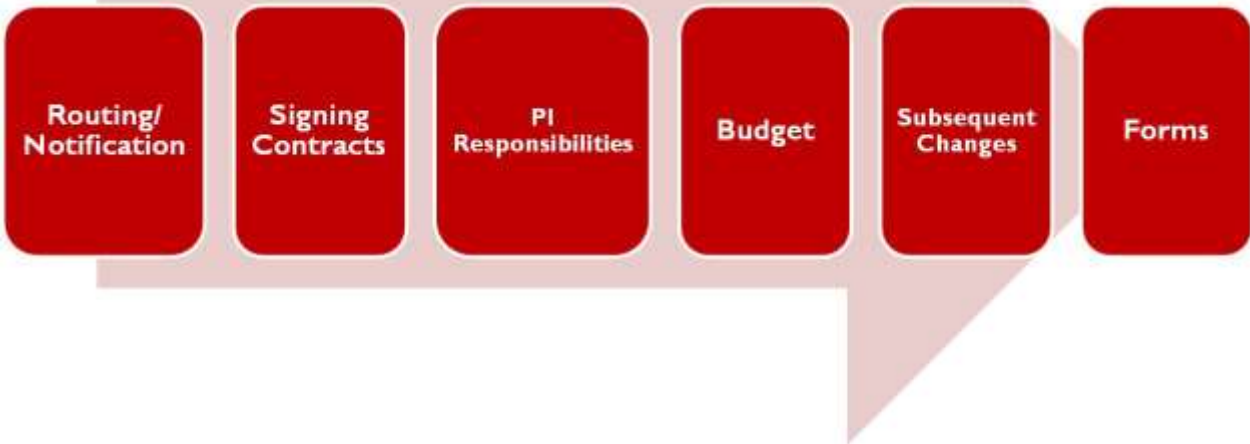 Routing/
Notification
Signing
Contracts
PI
Responsibilities
Budget
Subsequent
Changes
Forms